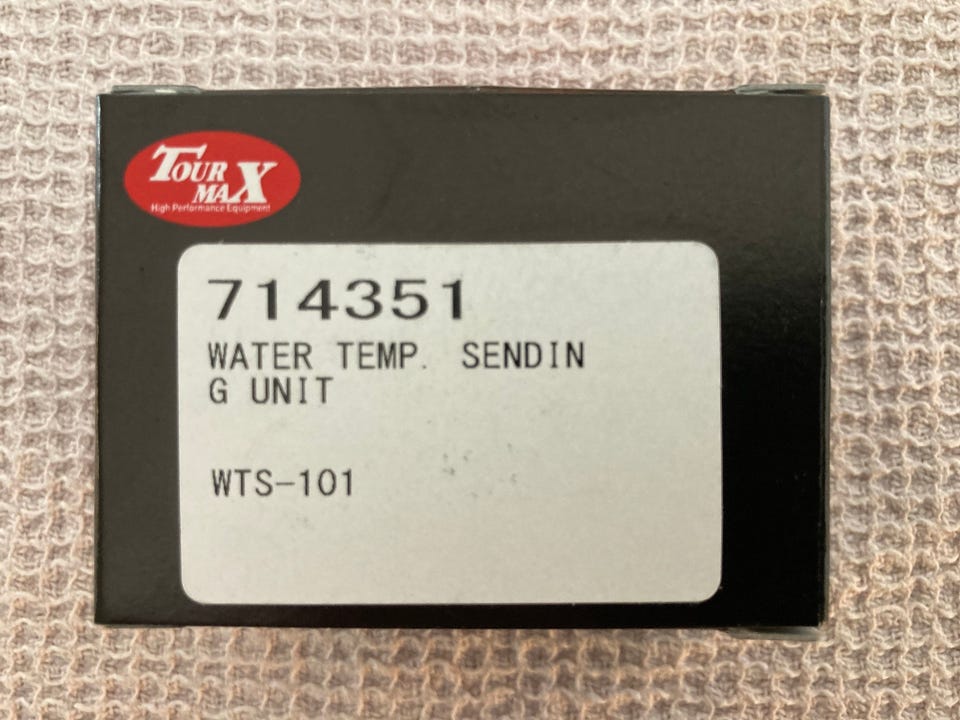 TOUR
MAX
High Performance Equipment
714351
WATER TEMP. SENDIN
G UNIT
WTS-101